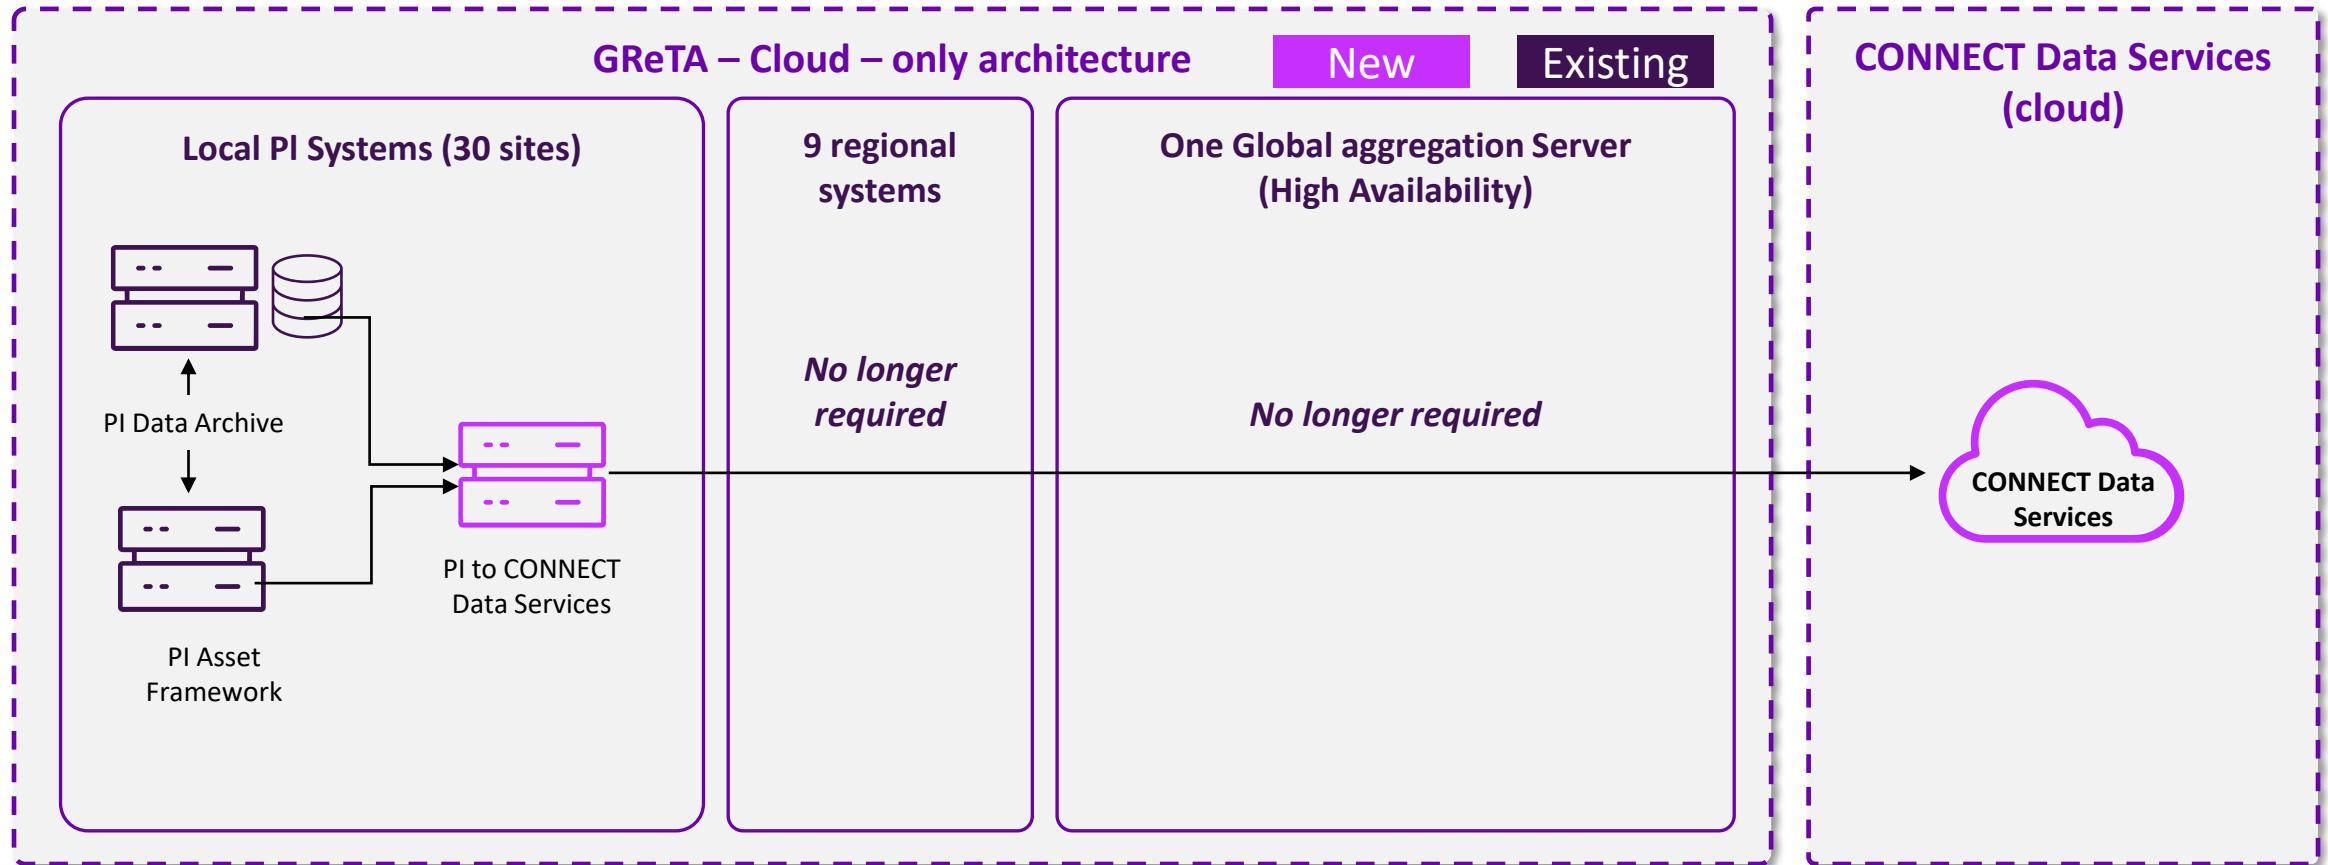 GReTA – Cloud – only architecture
New
Existing
CONNECT Data Services
(cloud)
Local Pl Systems (30 sites)
9 regional
systems
One Global aggregation Server
(High Availability)
PI Data Archive
PI Asset
Framework
PI to CONNECT
Data Services
No longer
required
No longer required
CONNECT Data
Services